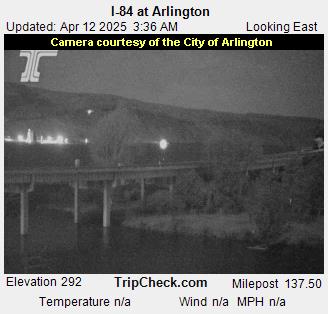 I-84 at Arlington
Updated: Apr 12 2025 3:36 AM Looking East
Camera courtesy of the City of Arlington
Elevation 292 TripCheck.com Milepost 137.50
Temperature n/a Wind n/a MPH n/a